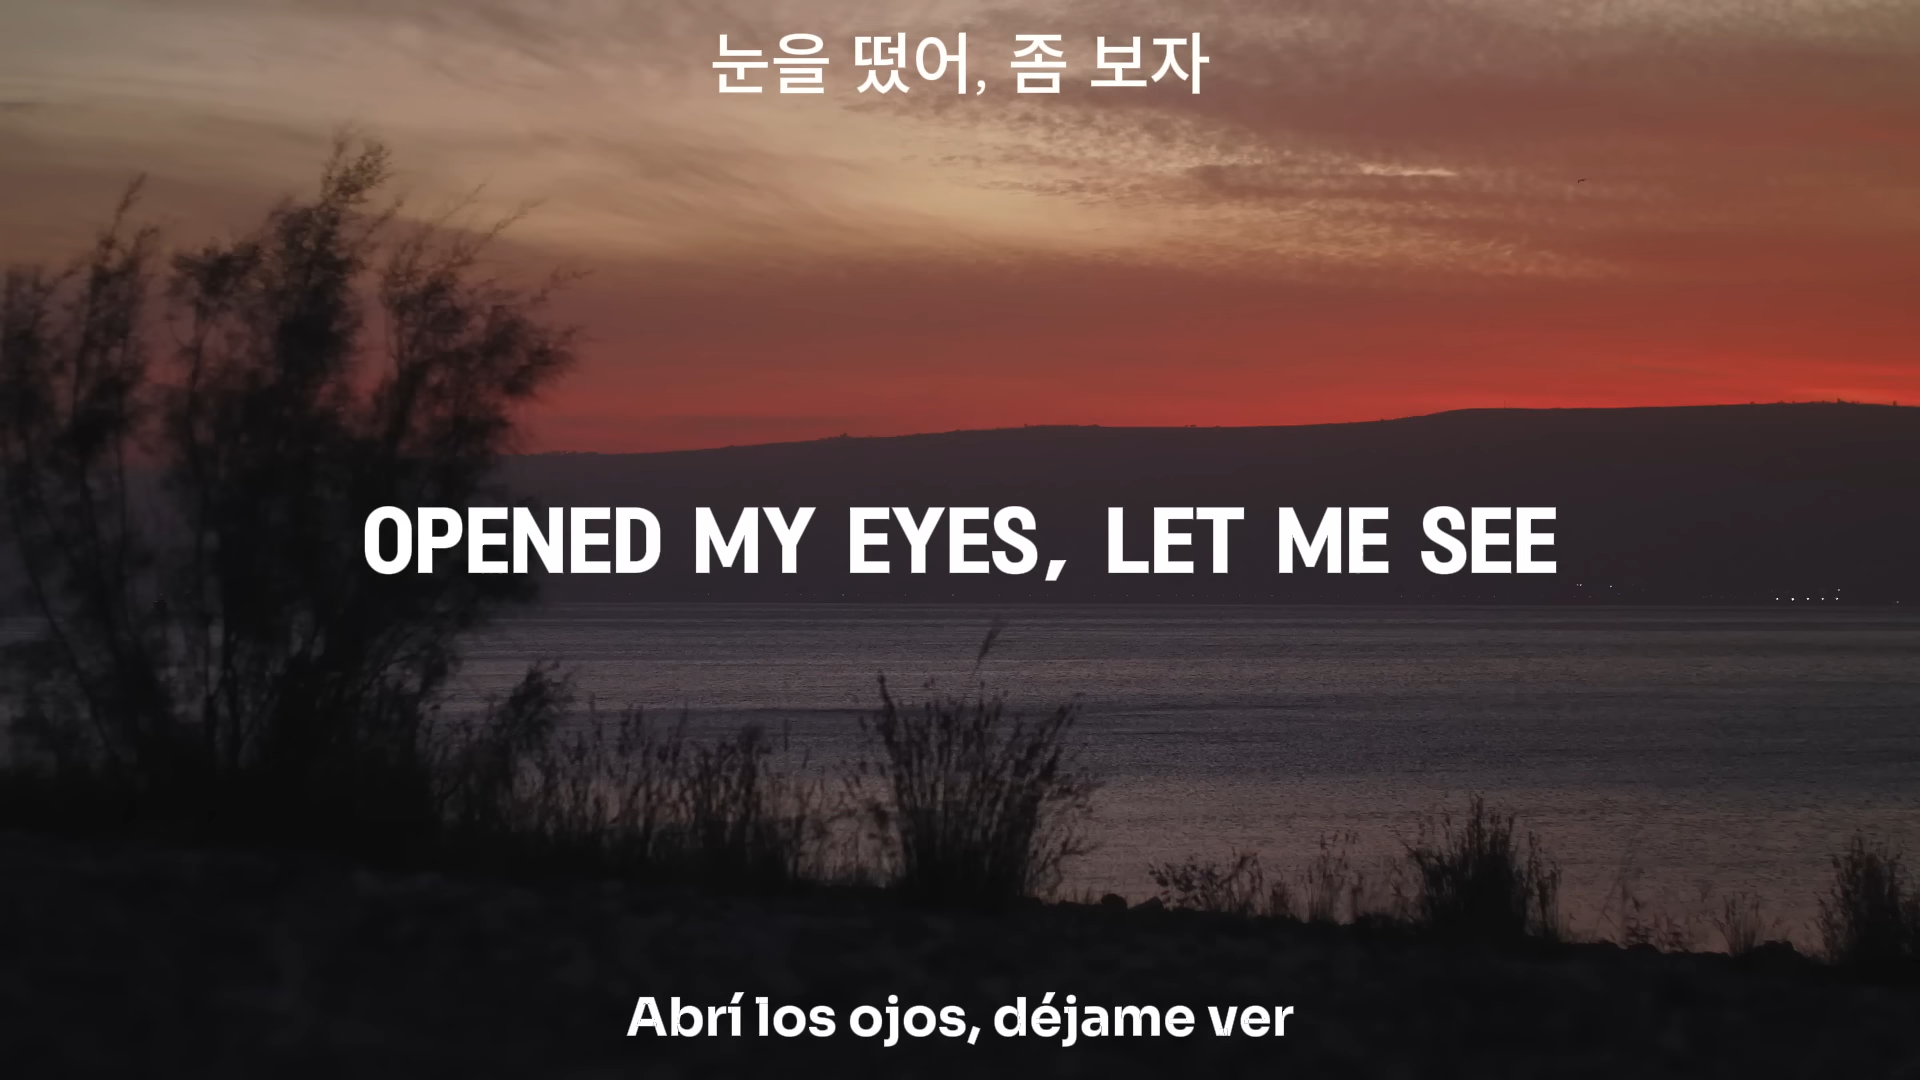 눈을 떴어, 좀 보자
OPENED MY EYES, LET ME SEE
Abrí los ojos, déjame ver